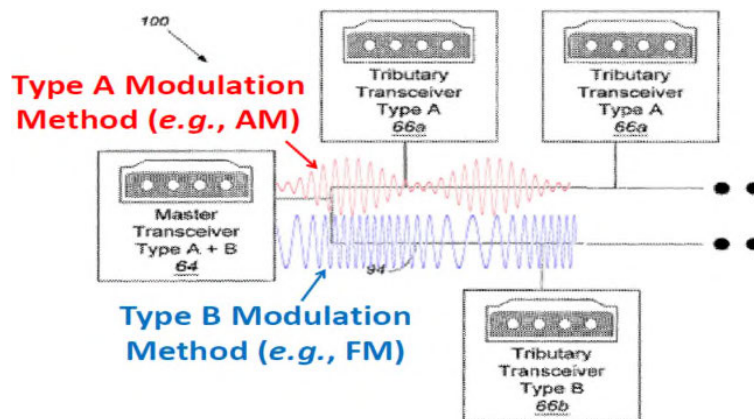 100
Type A Modulation
Method (e.g., AM)
Tributary
Transceiver
Type A
66a
Tributary
Transceiver
Type A
66a
Master
Transceiver
Type A + B
64
94
Type B Modulation
Method (e.g., FM)
Tributary
Transceiver
Type B
66b